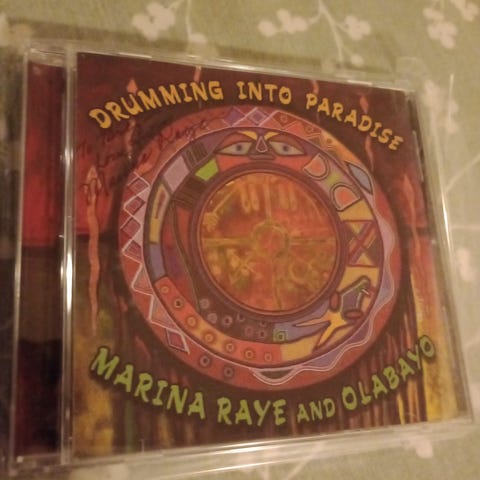 DRUMMING INTO PARADISE
MARINA RAYE AND OLABAYO